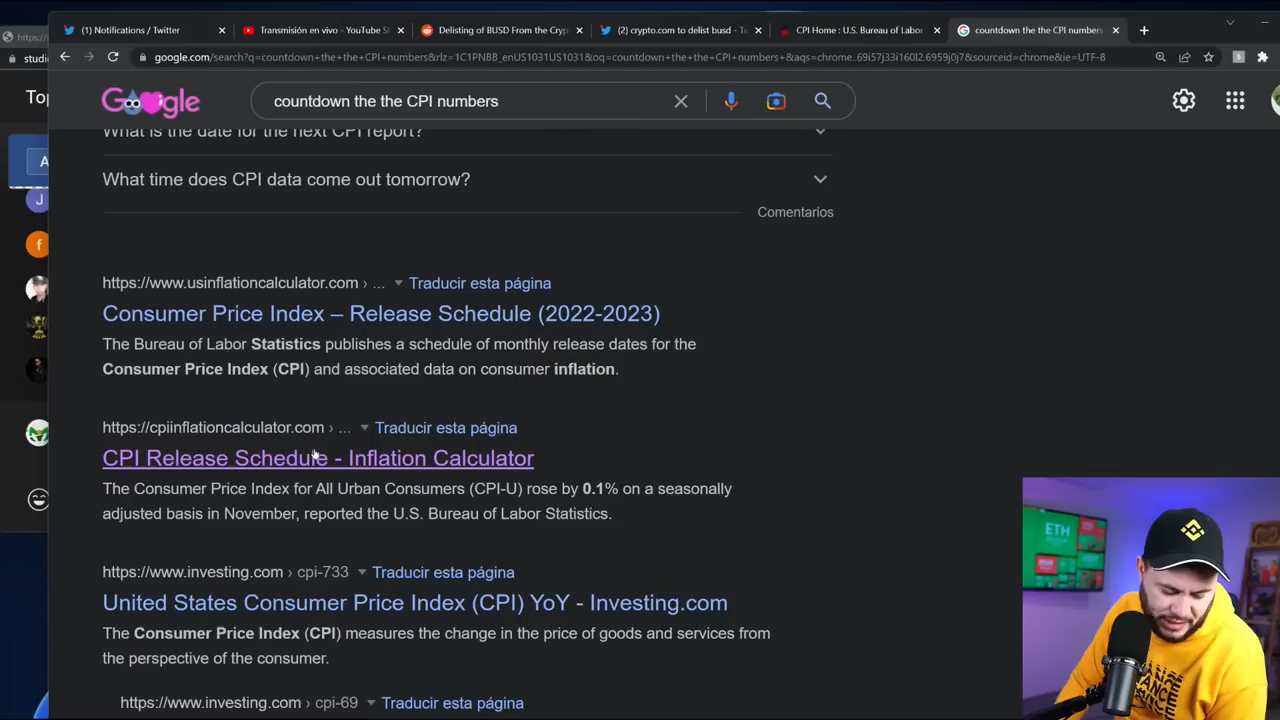 (1) Notifications / Twitter
Transmisión en vivo - YouTube S
Delisting of BUSD From the Cryp
(2) crypto.com to delist busd - Tw
CPI Home : U.S. Bureau of Labor
countdown the the CPI numbers
https://
google.com/search?q=countdown+the+the+CPI+numbers&rlz=1C1PNBB_enUS1031US1031&oq=countdown+the+the+CPI+numbers+&aqs=chrome..69i57j33i160l2.6959j0j7&sourceid=chrome&ie=UTF-8
studi
Top
Google
countdown the the CPI numbers
What is the date for the next CPI report?
A
What time does CPI data come out tomorrow?
J
Comentarios
f
https://www.usinflationcalculator.com › ... Traducir esta página
Consumer Price Index – Release Schedule (2022-2023)
The Bureau of Labor Statistics publishes a schedule of monthly release dates for the
Consumer Price Index (CPI) and associated data on consumer inflation.
https://cpiinflationcalculator.com › ... Traducir esta página
CPI Release Schedule - Inflation Calculator
The Consumer Price Index for All Urban Consumers (CPI-U) rose by 0.1% on a seasonally
adjusted basis in November, reported the U.S. Bureau of Labor Statistics.
https://www.investing.com › cpi-733 Traducir esta página
United States Consumer Price Index (CPI) YoY - Investing.com
The Consumer Price Index (CPI) measures the change in the price of goods and services from
the perspective of the consumer.
https://www.investing.com › cpi-69 Traducir esta página
ETH